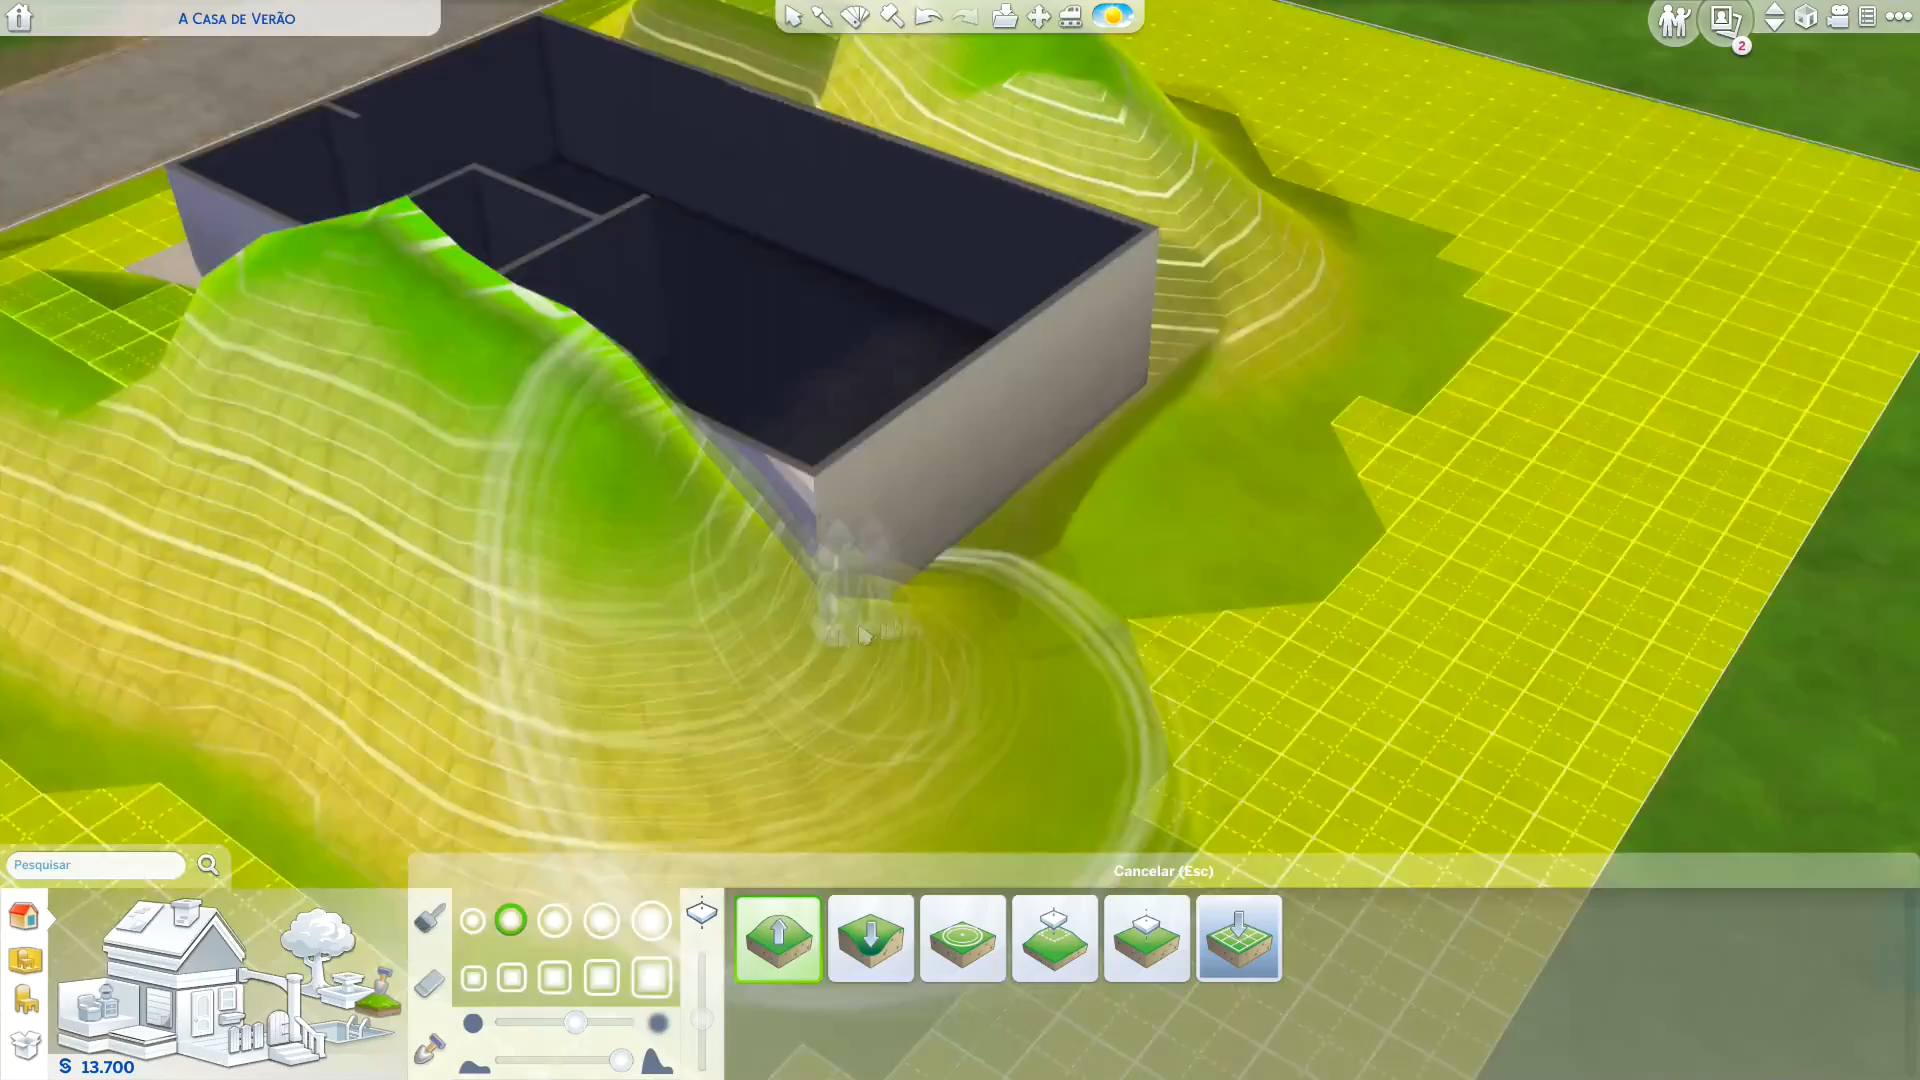 A Casa de Verão
2
Cancelar (Esc)
Pesquisar
§ 13.700